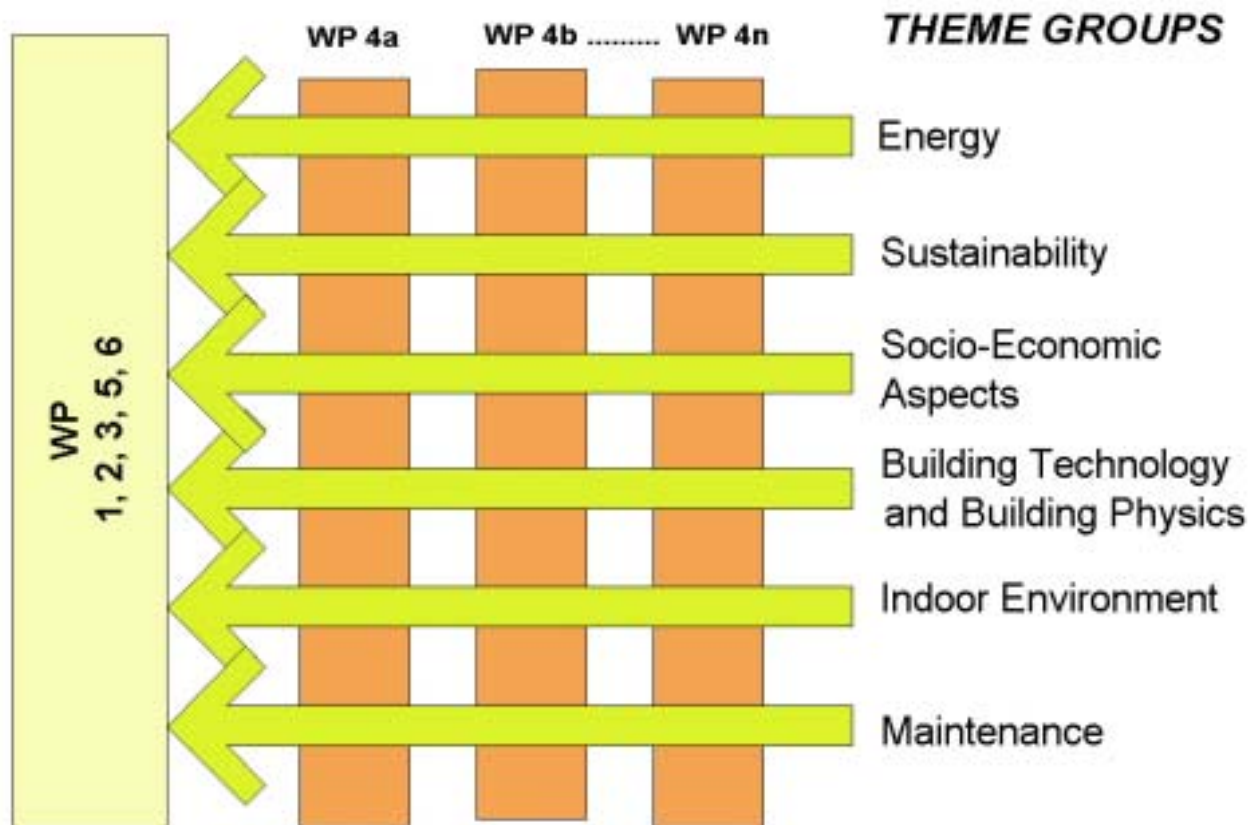 WP 4a WP 4b ......... WP 4n
THEME GROUPS
Energy
Sustainability
Socio-Economic
Aspects
Building Technology
and Building Physics
Indoor Environment
Maintenance
WP
1, 2, 3, 5, 6